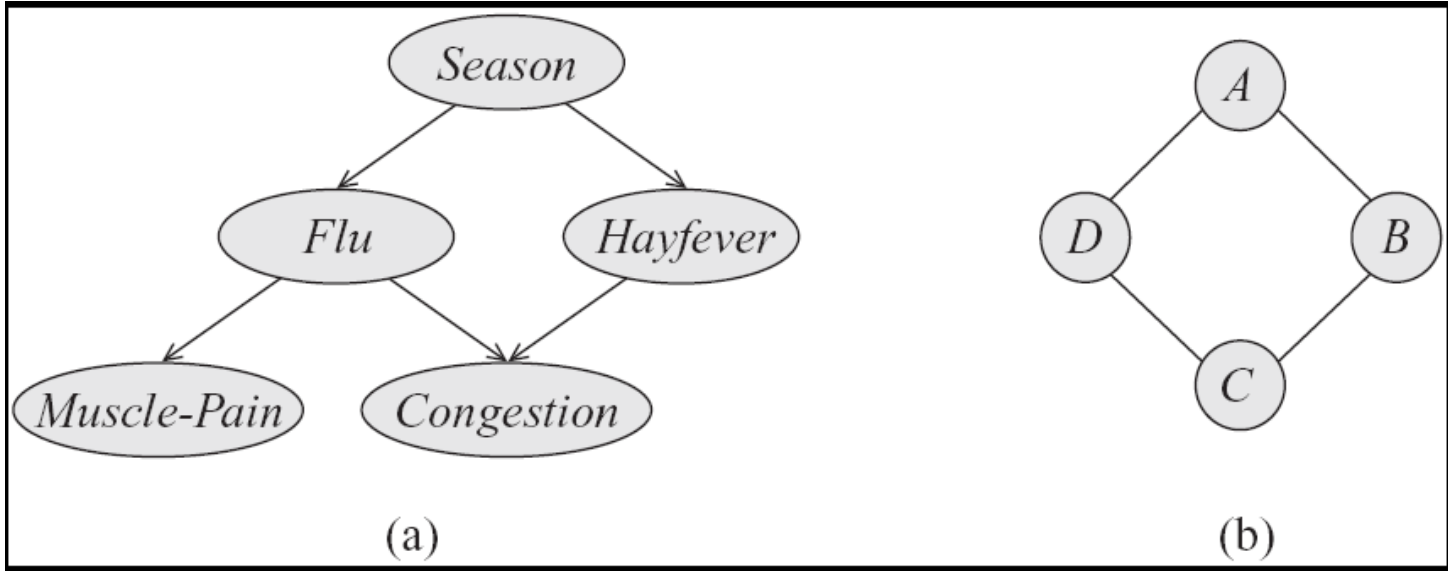 Season
A
Flu
Hayfever
D
B
Muscle-Pain
Congestion
C
(a)
(b)